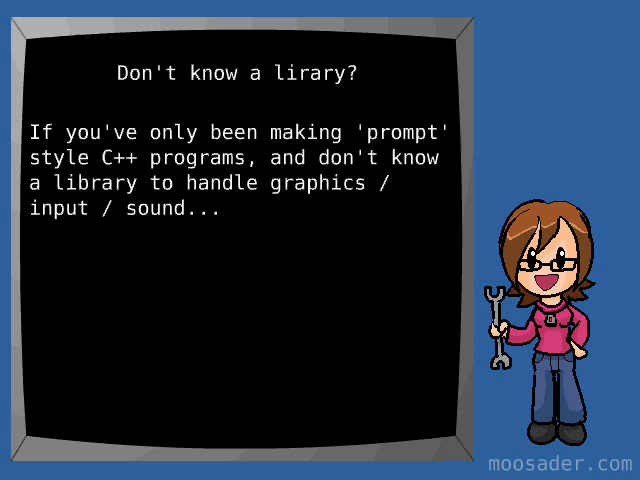 Don't know a lirary?
If you've only been making 'prompt'
style C++ programs, and don't know
a library to handle graphics /
input / sound...
moosader.com